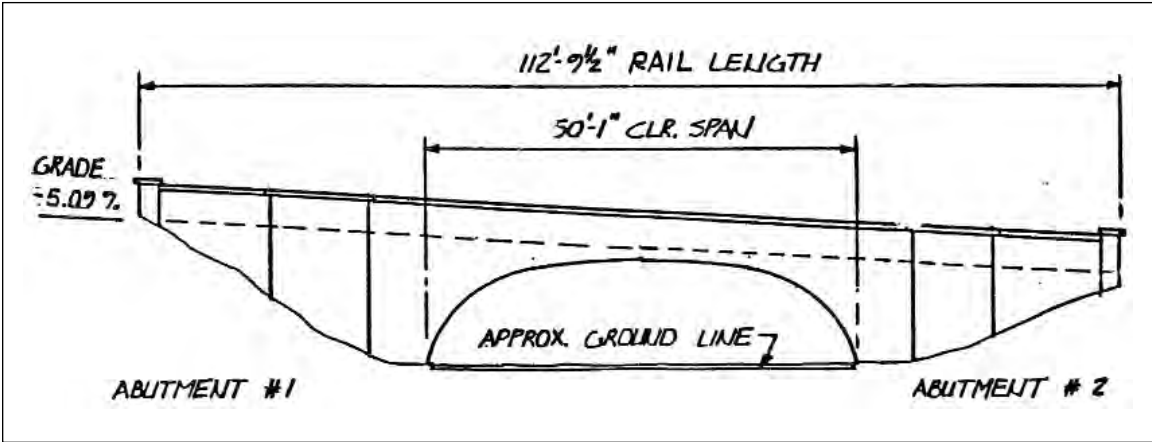 112'-9½" RAIL LENGTH
50'-1" CLR. SPAN
GRADE
-5.09%
APPROX. GROUND LINE
ABUTMENT #1
ABUTMENT # 2